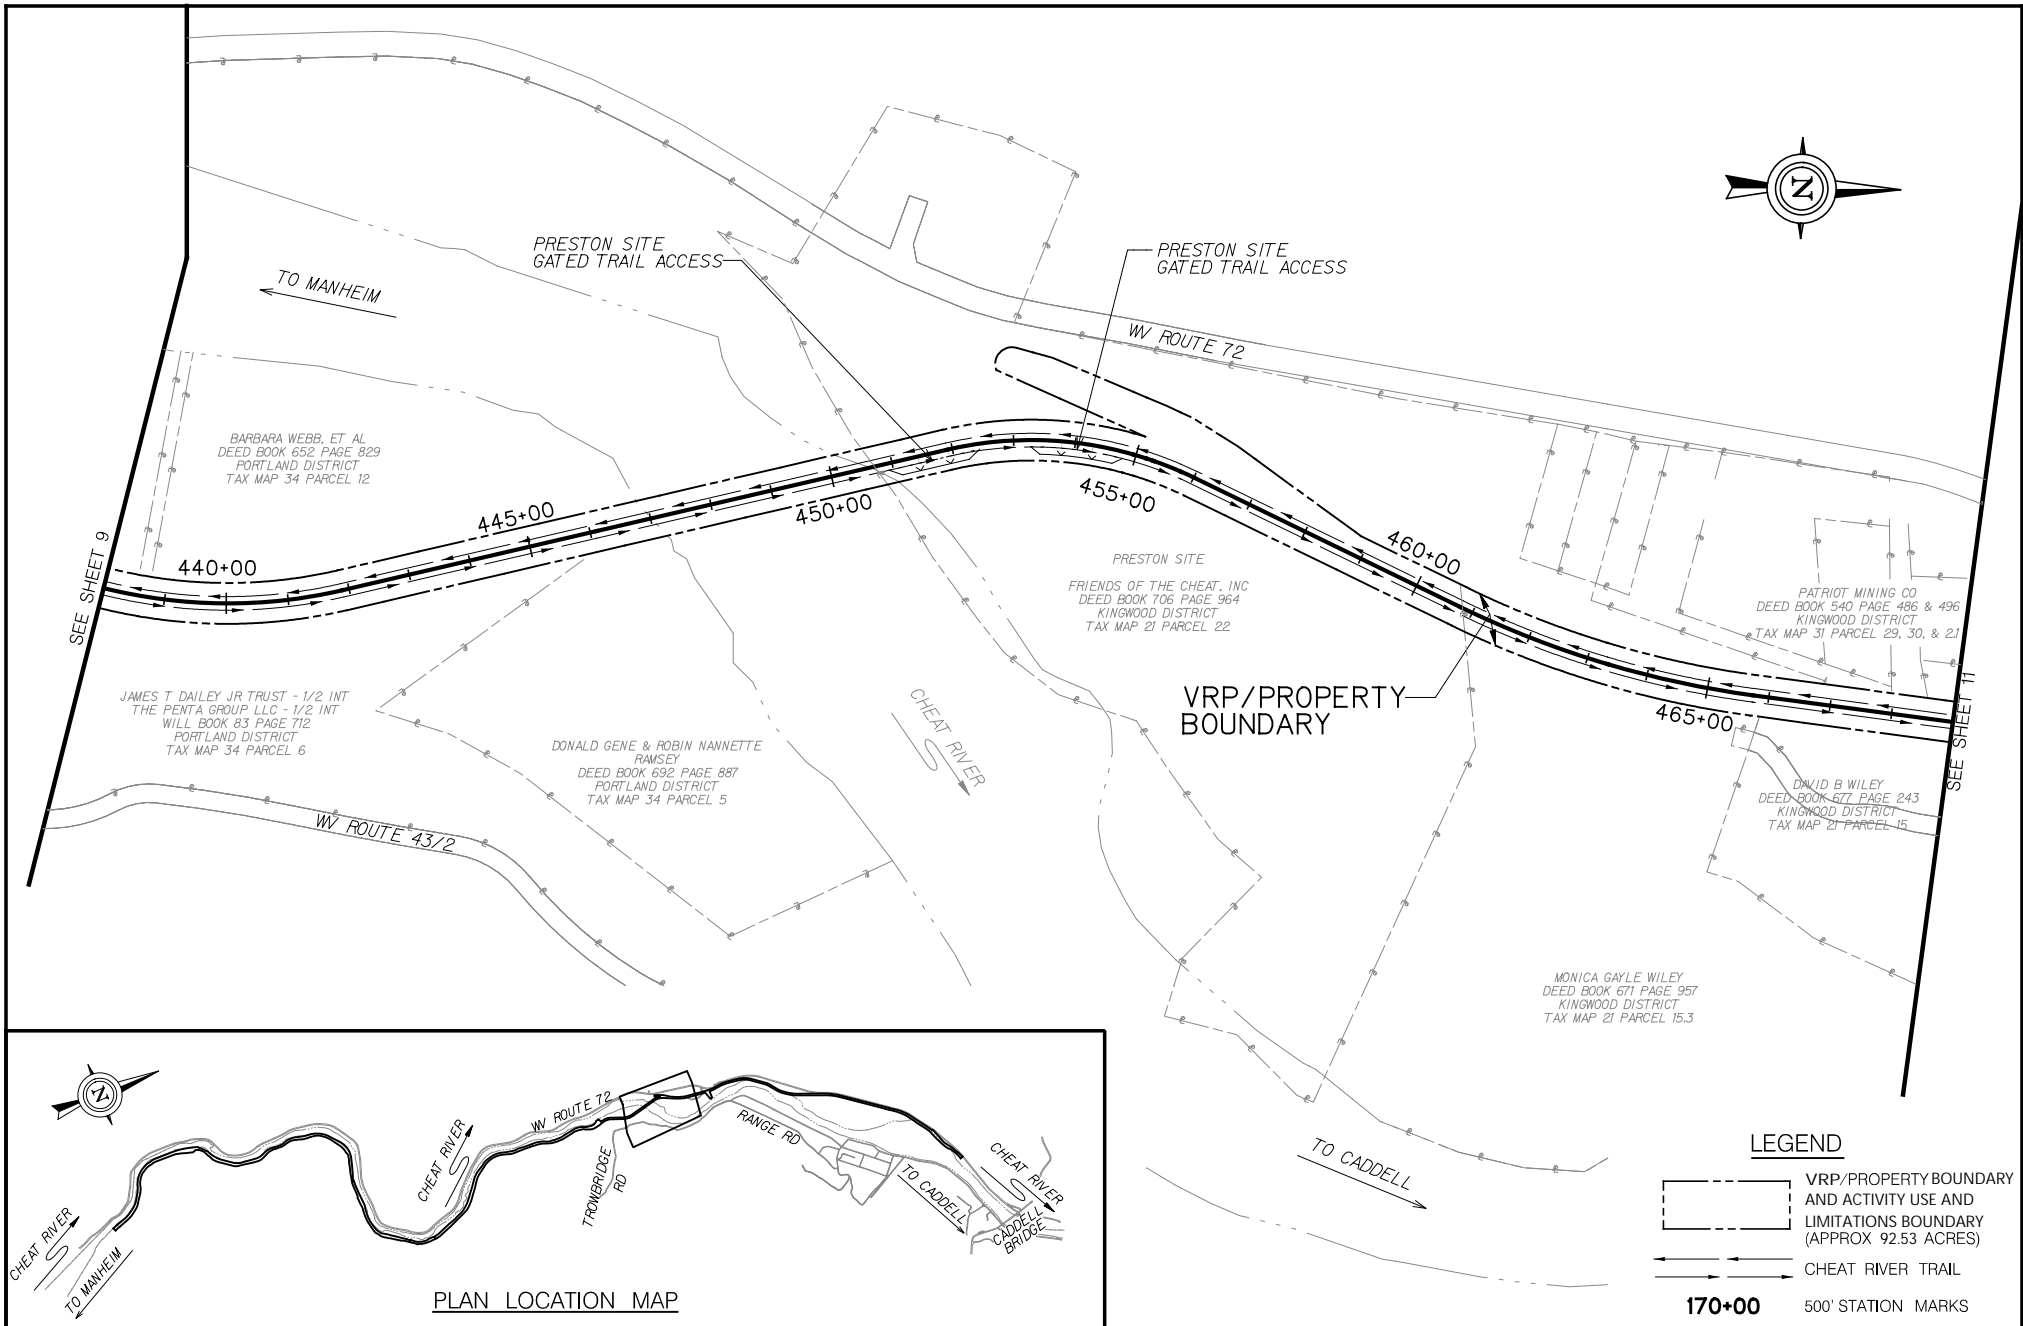 N
PRESTON SITE
GATED TRAIL ACCESS
PRESTON SITE
GATED TRAIL ACCESS
TO MANHEIM
WV ROUTE 72
BARBARA WEBB, ET AL
DEED BOOK 652 PAGE 829
PORTLAND DISTRICT
TAX MAP 34 PARCEL 12
SEE SHEET 9
440+00
445+00
450+00
455+00
460+00
465+00
PRESTON SITE
FRIENDS OF THE CHEAT, INC
DEED BOOK 706 PAGE 964
KINGWOOD DISTRICT
TAX MAP 21 PARCEL 22
PATRIOT MINING CO
DEED BOOK 540 PAGE 486 & 496
KINGWOOD DISTRICT
TAX MAP 31 PARCEL 29, 30, & 2.1
VRP/PROPERTY
BOUNDARY
SEE SHEET 11
JAMES T DAILEY JR TRUST - 1/2 INT
THE PENTA GROUP LLC - 1/2 INT
WILL BOOK 83 PAGE 712
PORTLAND DISTRICT
TAX MAP 34 PARCEL 6
DONALD GENE & ROBIN NANNETTE
RAMSEY
DEED BOOK 692 PAGE 887
PORTLAND DISTRICT
TAX MAP 34 PARCEL 5
CHEAT RIVER
DAVID B WILEY
DEED BOOK 677 PAGE 243
KINGWOOD DISTRICT
TAX MAP 21 PARCEL 15
WV ROUTE 43/2
MONICA GAYLE WILEY
DEED BOOK 671 PAGE 957
KINGWOOD DISTRICT
TAX MAP 21 PARCEL 15.3
TO CADDELL
N
CHEAT RIVER
TO MANHEIM
CHEAT RIVER
WV ROUTE 72
TROWBRIDGE
RD
RANGE RD
TO CADDELL
CHEAT RIVER
CADDELL
BRIDGE
PLAN LOCATION MAP
LEGEND
VRP/PROPERTY BOUNDARY
AND ACTIVITY USE AND
LIMITATIONS BOUNDARY
(APPROX 92.53 ACRES)
CHEAT RIVER TRAIL
170+00 500' STATION MARKS